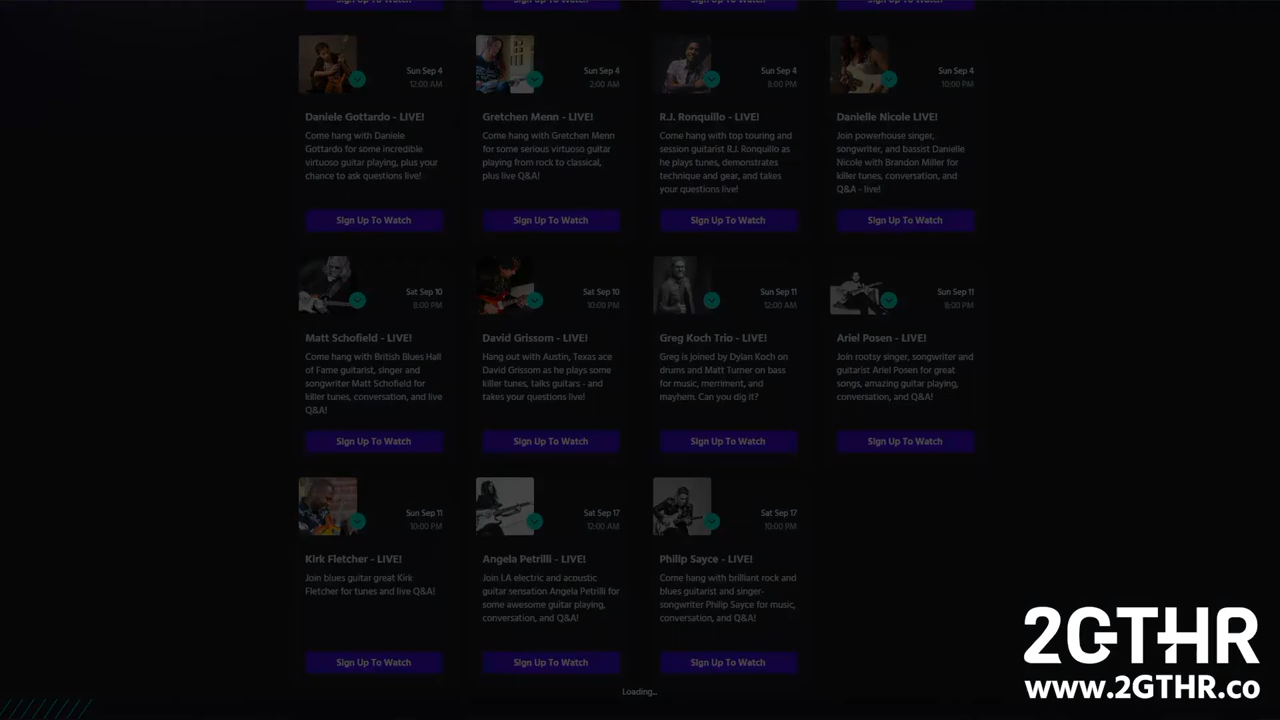 Sign Up To Watch
Sign Up To Watch
Sign Up To Watch
Sign Up To Watch
Sun Sep 4
12:00 AM
Daniele Gottardo - LIVE!
Come hang with Daniele
Gottardo for some incredible
virtuoso guitar playing, plus your
chance to ask questions live!
Sign Up To Watch
Sun Sep 4
2:00 AM
Gretchen Menn - LIVE!
Come hang with Gretchen Menn
for some serious virtuoso guitar
playing from rock to classical,
plus live Q&A!
Sign Up To Watch
Sun Sep 4
8:00 PM
R.J. Ronquillo - LIVE!
Come hang with top touring and
session guitarist R.J. Ronquillo as
he plays tunes, demonstrates
technique and gear, and takes
your questions live!
Sign Up To Watch
Sun Sep 4
10:00 PM
Danielle Nicole LIVE!
Join powerhouse singer,
songwriter, and bassist Danielle
Nicole with Brandon Miller for
killer tunes, conversation, and
Q&A - live!
Sign Up To Watch
Sat Sep 10
8:00 PM
Matt Schofield - LIVE!
Come hang with British Blues Hall
of Fame guitarist, singer and
songwriter Matt Schofield for
killer tunes, conversation, and live
Q&A!
Sign Up To Watch
Sat Sep 10
10:00 PM
David Grissom - LIVE!
Hang out with Austin, Texas ace
David Grissom as he plays some
killer tunes, talks guitars - and
takes your questions live!
Sign Up To Watch
Sun Sep 11
12:00 AM
Greg Koch Trio - LIVE!
Greg is joined by Dylan Koch on
drums and Matt Turner on bass
for music, merriment, and
mayhem. Can you dig it?
Sign Up To Watch
Sun Sep 11
8:00 PM
Ariel Posen - LIVE!
Join rootsy singer, songwriter and
guitarist Ariel Posen for great
songs, amazing guitar playing,
conversation, and Q&A!
Sign Up To Watch
Sun Sep 11
10:00 PM
Kirk Fletcher - LIVE!
Join blues guitar great Kirk
Fletcher for tunes and live Q&A!
Sign Up To Watch
Sat Sep 17
12:00 AM
Angela Petrilli - LIVE!
Join LA electric and acoustic
guitar sensation Angela Petrilli for
some awesome guitar playing,
conversation, and Q&A!
Sign Up To Watch
Sat Sep 17
10:00 PM
Philip Sayce - LIVE!
Come hang with brilliant rock and
blues guitarist and singer-
songwriter Philip Sayce for music,
conversation, and Q&A!
Sign Up To Watch
Loading...
2GTHR
www.2GTHR.co